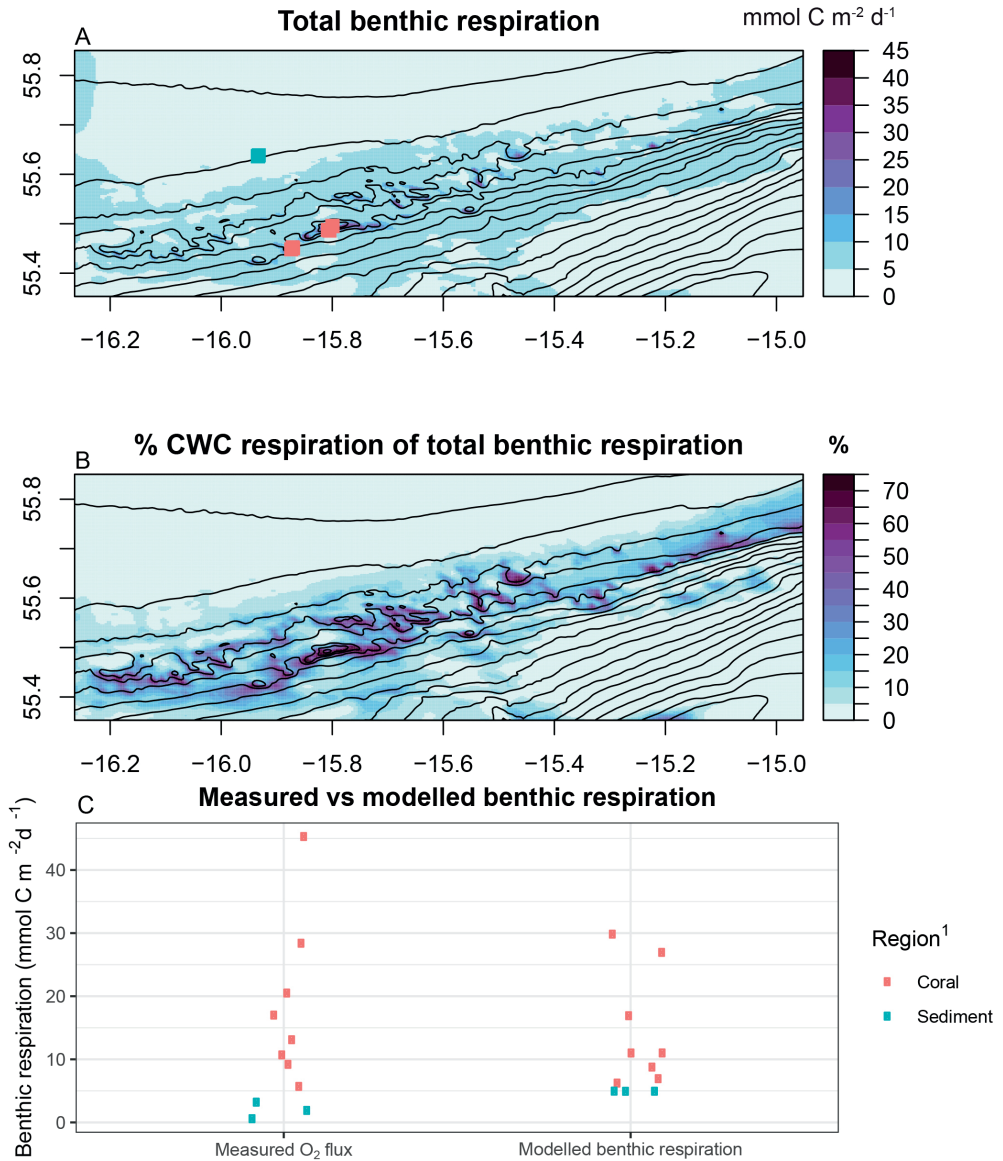 Total benthic respiration
mmol C m⁻² d⁻¹
A
55.8
55.6
55.4
−16.2 −16.0 −15.8 −15.6 −15.4 −15.2 −15.0
45
40
35
30
25
20
15
10
5
0
% CWC respiration of total benthic respiration
%
B
55.8
55.6
55.4
−16.2 −16.0 −15.8 −15.6 −15.4 −15.2 −15.0
70
60
50
40
30
20
10
0
Measured vs modelled benthic respiration
C
Benthic respiration (mmol C m ⁻²d ⁻¹)
40
30
20
10
0
Measured O₂ flux
Modelled benthic respiration
Region¹
Coral
Sediment